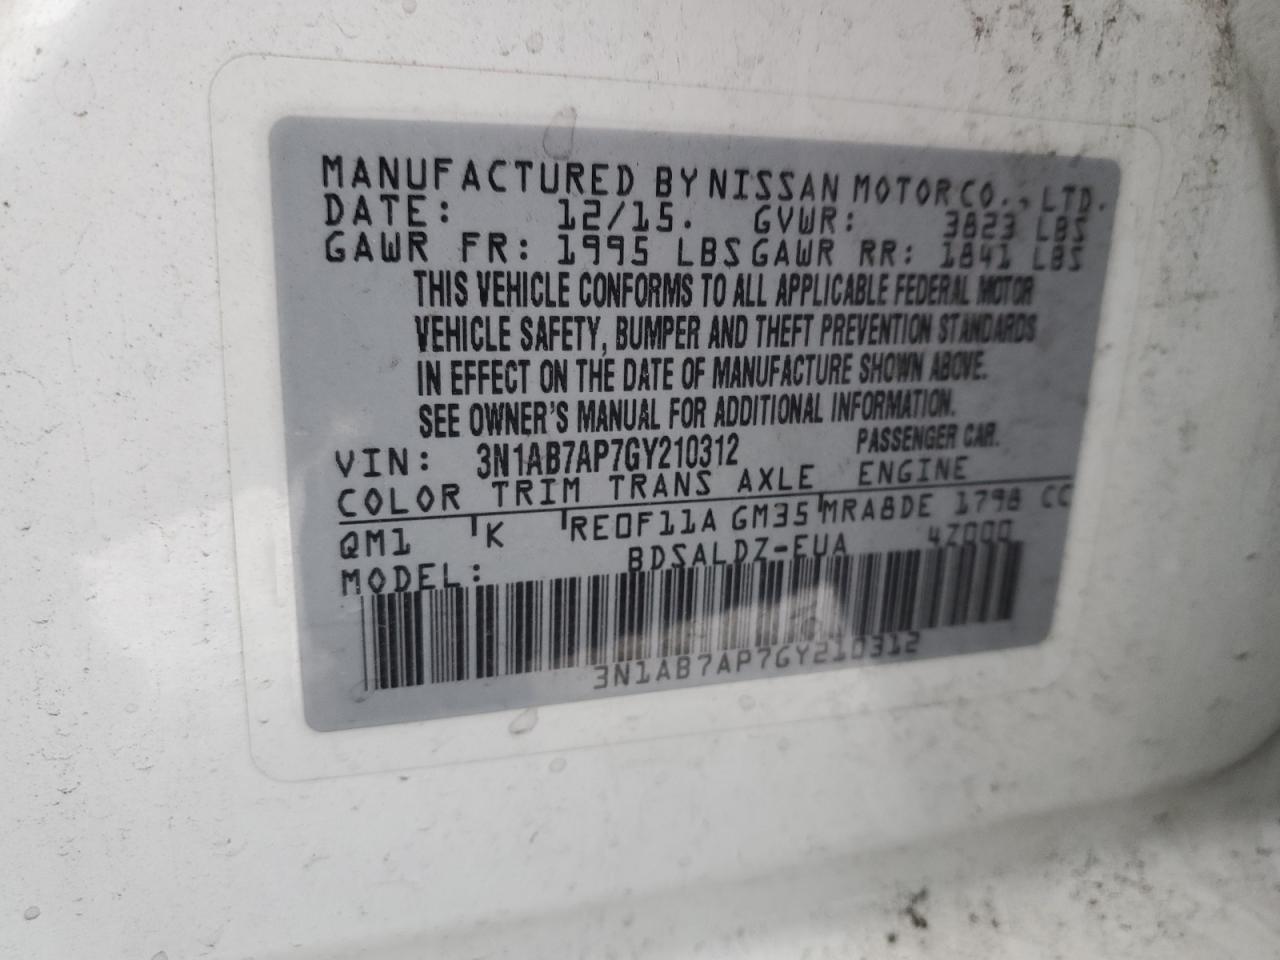 MANUFACTURED BY NISSAN MOTOR CO., LTD.
DATE: 12/15. GVWR: 3823 LBS
GAWR FR: 1995 LBS GAWR RR: 1841 LBS
THIS VEHICLE CONFORMS TO ALL APPLICABLE FEDERAL MOTOR
VEHICLE SAFETY, BUMPER AND THEFT PREVENTION STANDARDS
IN EFFECT ON THE DATE OF MANUFACTURE SHOWN ABOVE.
SEE OWNER'S MANUAL FOR ADDITIONAL INFORMATION.
VIN: 3N1AB7AP7GY210312 PASSENGER CAR.
COLOR TRIM TRANS AXLE ENGINE
QM1 K RE0F11A GM35 MRA8DE 1798 CC
MODEL: BDSALDZ-EUA 4Z000
3N1AB7AP7GY210312